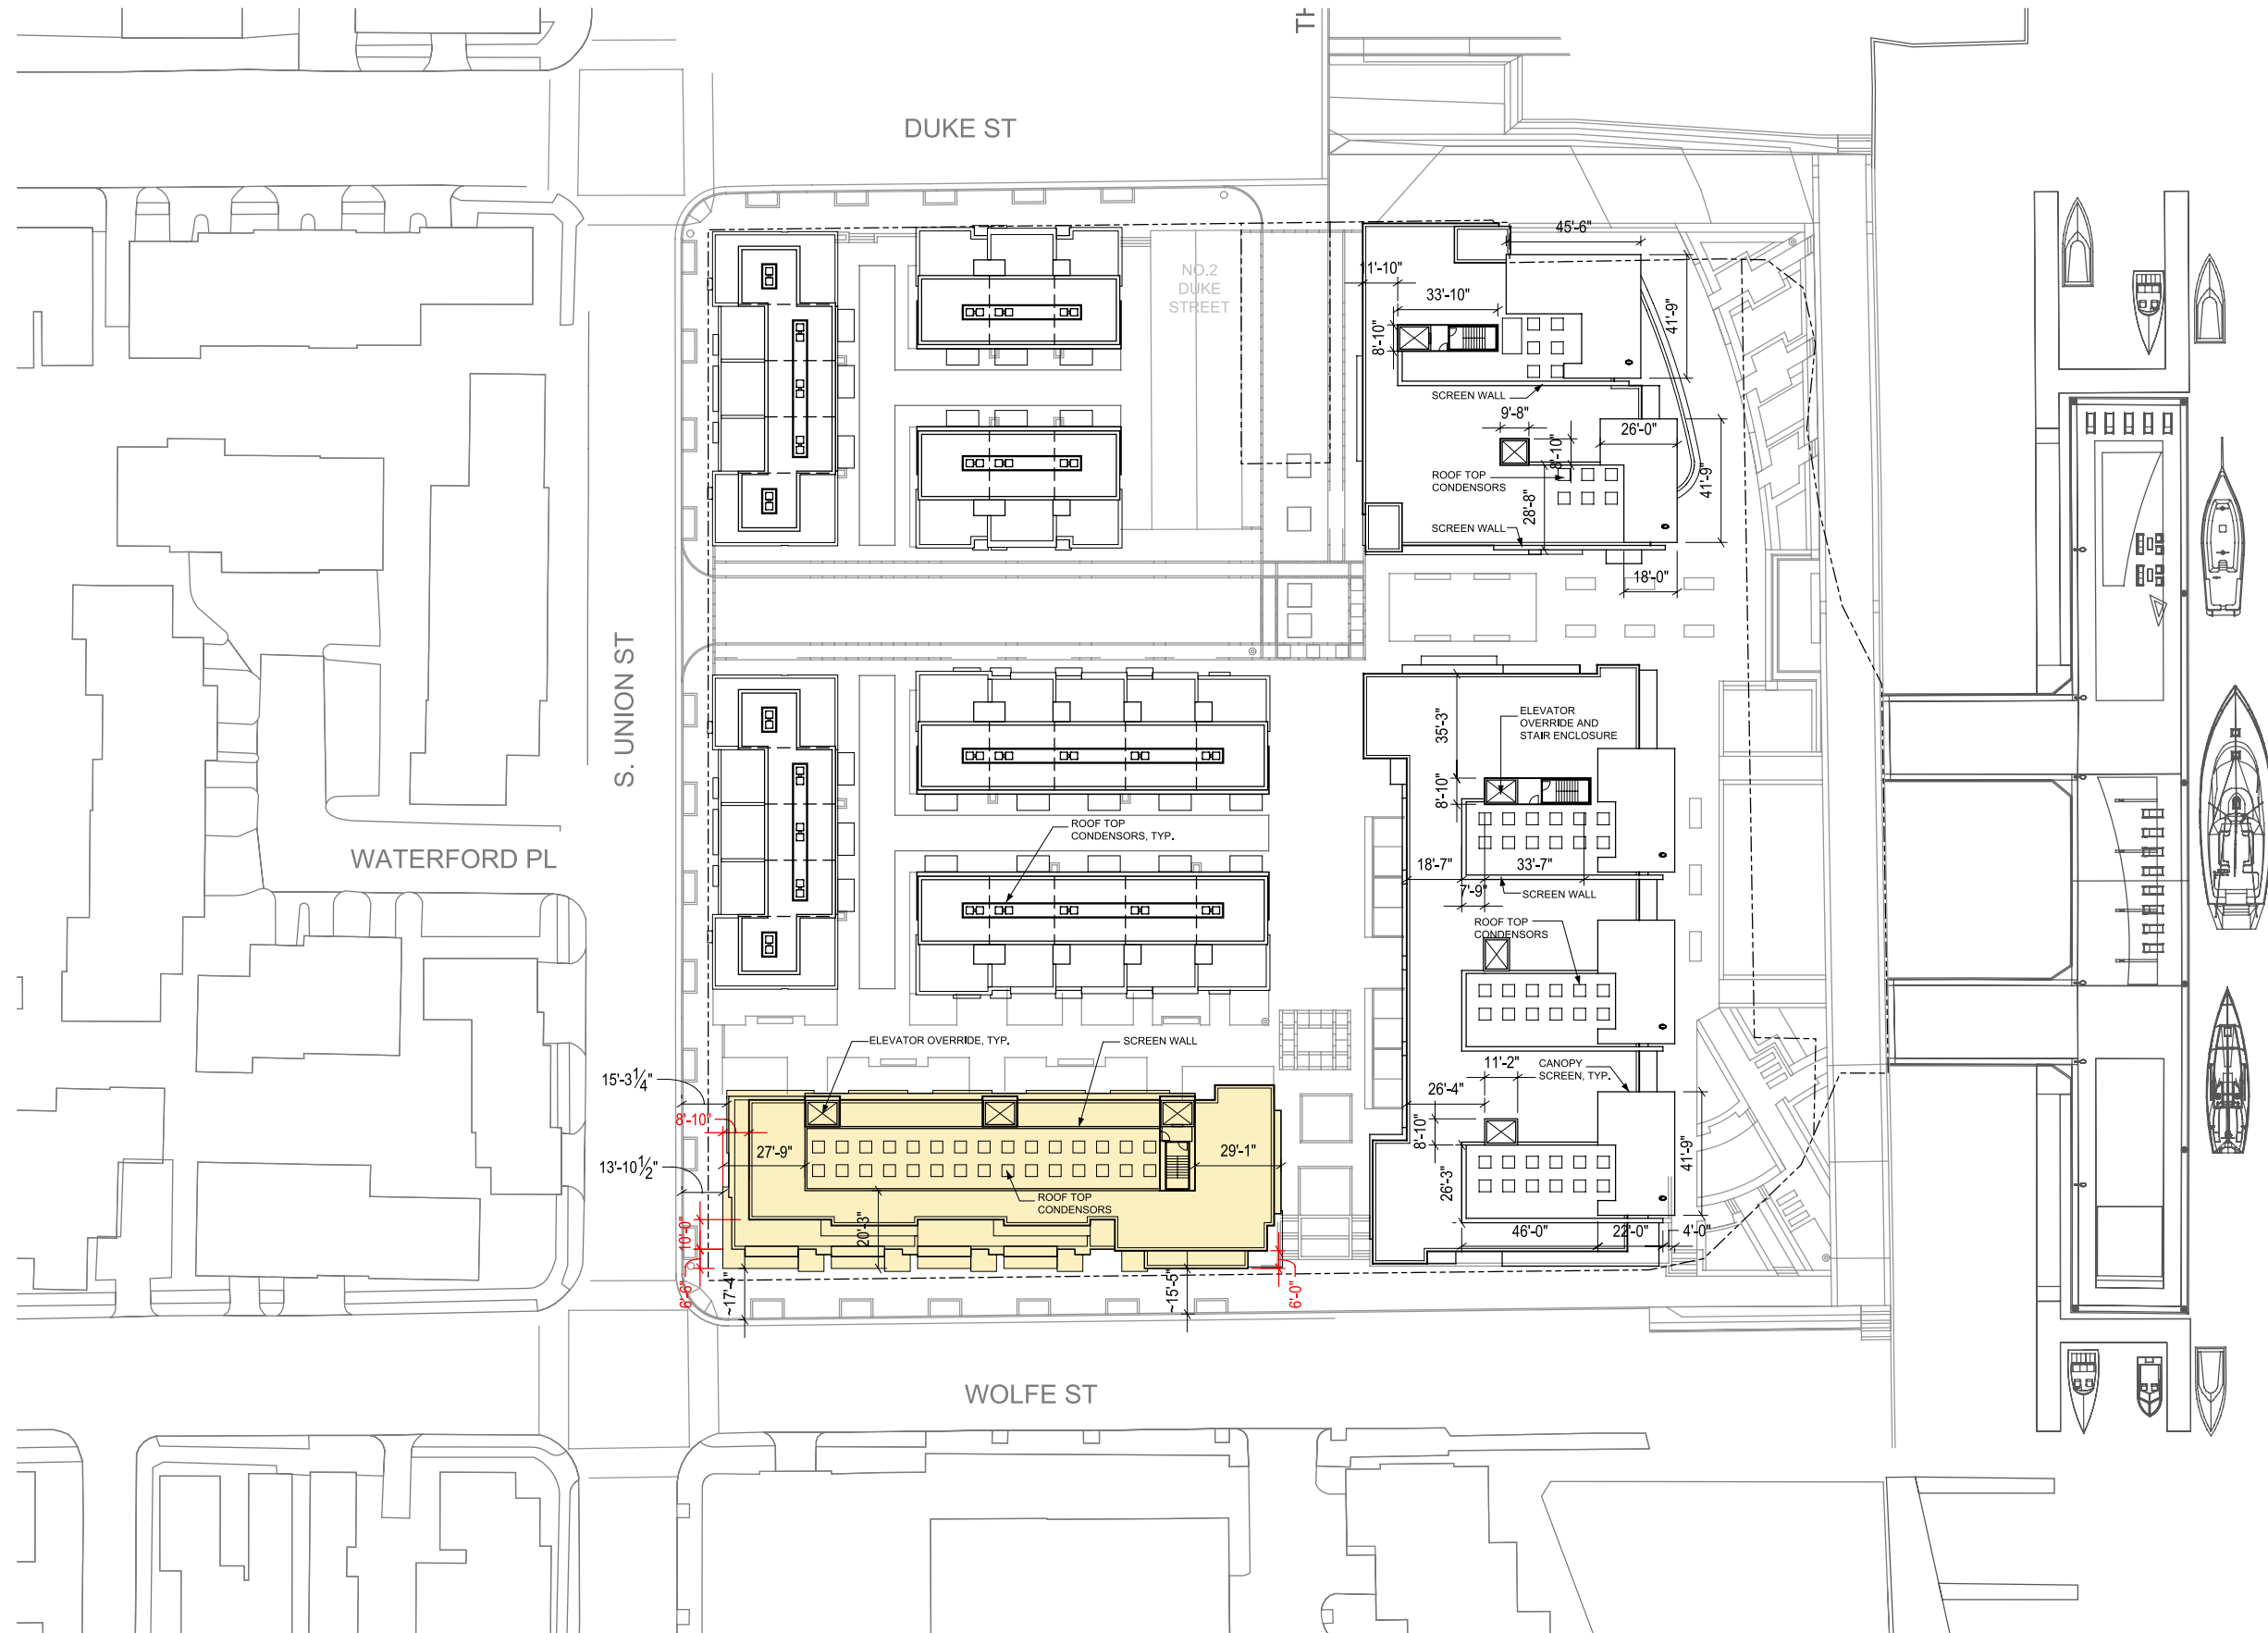 TH
DUKE ST
45'-6"
NO.2
DUKE
STREET
11'-10"
33'-10"
41'-9"
8'-10"
SCREEN WALL
9'-8"
26'-0"
8'-10"
ROOF TOP
CONDENSORS
41'-9"
28'-8"
SCREEN WALL
18'-0"
S. UNION ST
35'-3"
ELEVATOR
OVERRIDE AND
STAIR ENCLOSURE
8'-10"
ROOF TOP
CONDENSORS, TYP.
WATERFORD PL
18'-7"
33'-7"
7'-9"
SCREEN WALL
ROOF TOP
CONDENSORS
ELEVATOR OVERRIDE, TYP.
SCREEN WALL
11'-2"
CANOPY
SCREEN, TYP.
15'-3¼"
26'-4"
8'-10"
8'-10"
27'-9"
29'-1"
41'-9"
13'-10½"
26'-3"
ROOF TOP
CONDENSORS
10'-0"
20'-3"
46'-0"
22'-0"
4'-0"
6'-6"
~17'-4"
~15'-5"
6'-0"
WOLFE ST